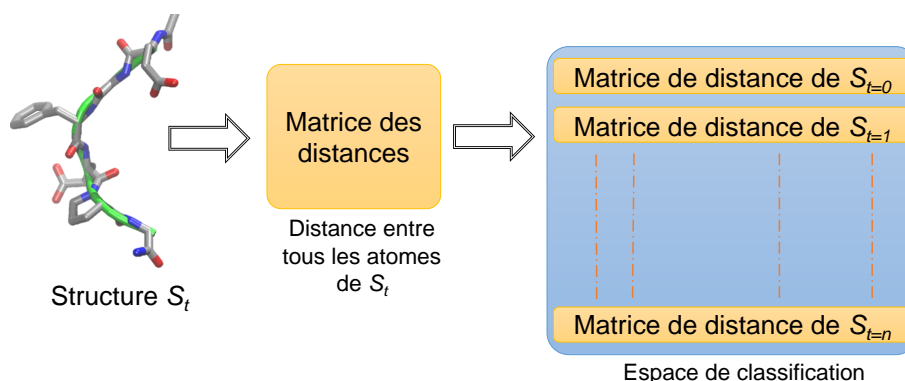 Structure St
Matrice des
distances
Distance entre
tous les atomes
de St
Matrice de distance de St=0
Matrice de distance de St=1
Matrice de distance de St=n
Espace de classification